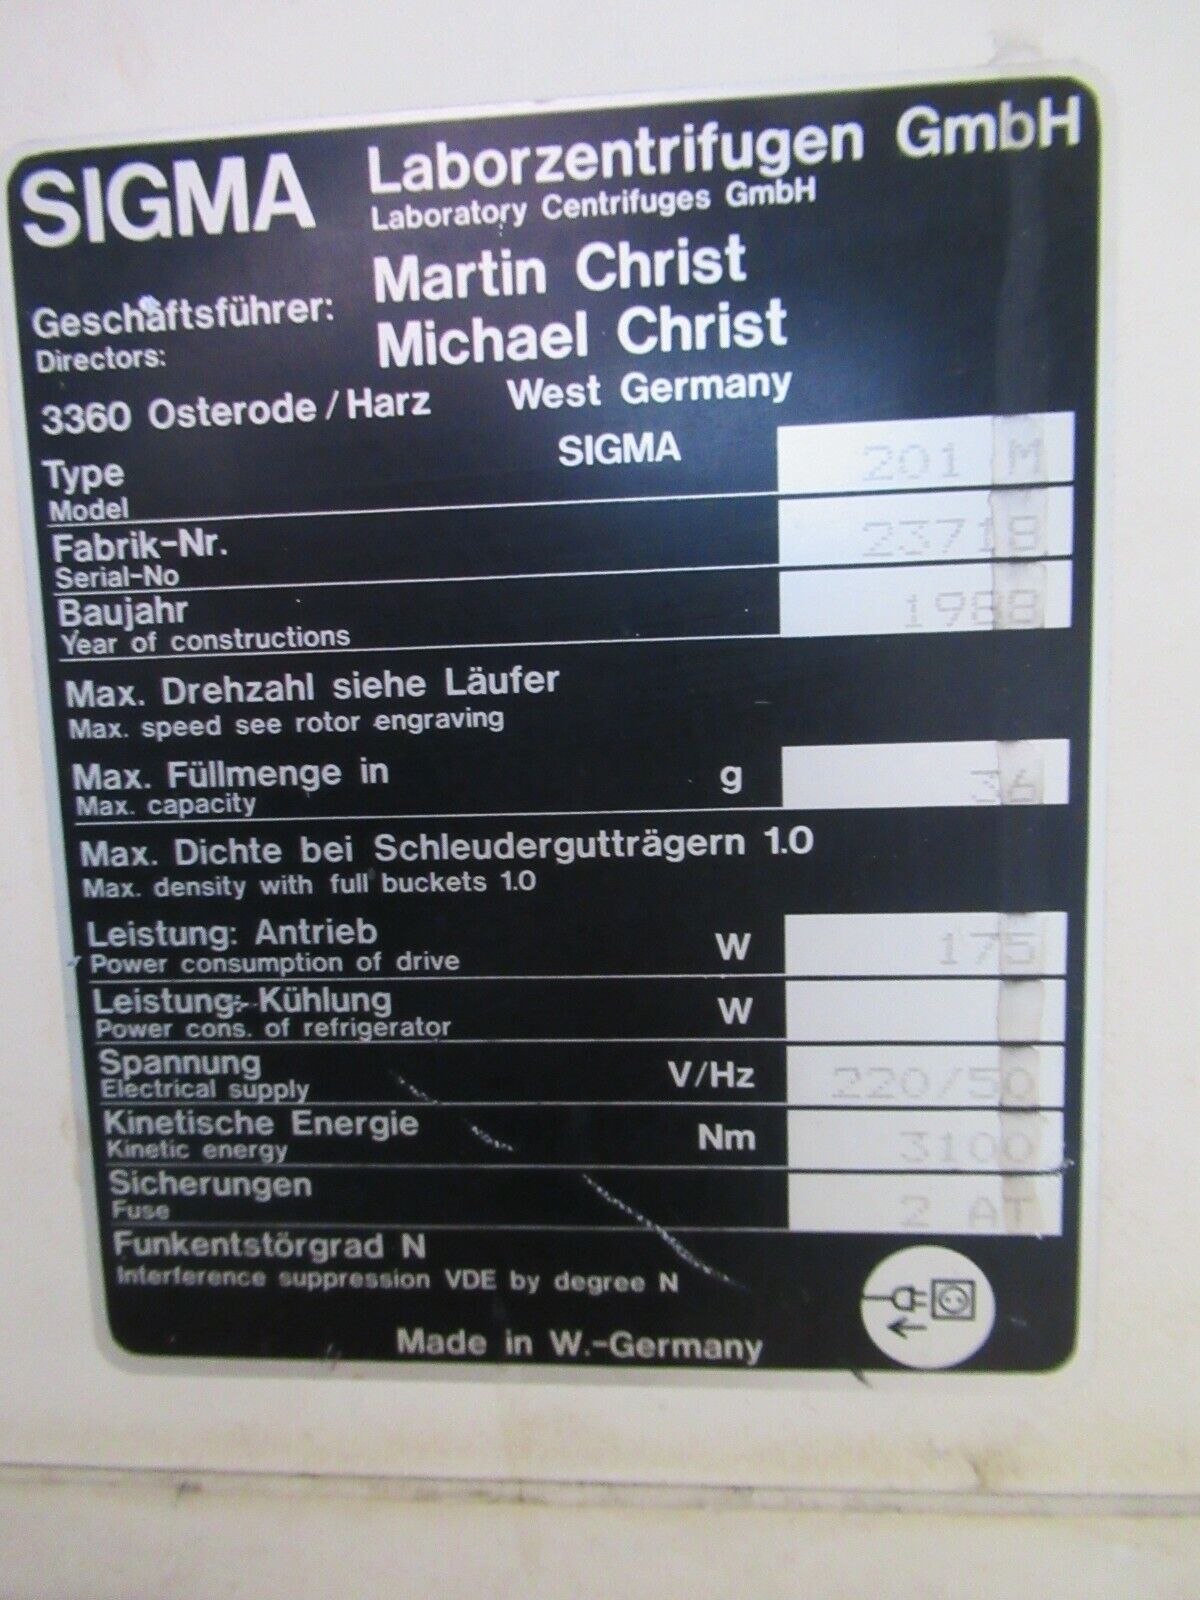 SIGMA Laborzentrifugen GmbH
Laboratory Centrifuges GmbH
Geschäftsführer: Martin Christ
Directors: Michael Christ
3360 Osterode/Harz West Germany
Type SIGMA 201 M
Model
Fabrik-Nr. 23718
Serial-No
Baujahr 1988
Year of constructions
Max. Drehzahl siehe Läufer
Max. speed see rotor engraving
Max. Füllmenge in g 36
Max. capacity
Max. Dichte bei Schleudergutträgern 1.0
Max. density with full buckets 1.0
Leistung: Antrieb W 175
Power consumption of drive
Leistung: Kühlung W
Power cons. of refrigerator
Spannung V/Hz 220/50
Electrical supply
Kinetische Energie Nm 3100
Kinetic energy
Sicherungen 2 AT
Fuse
Funkentstörgrad N
Interference suppression VDE by degree N
Made in W.-Germany